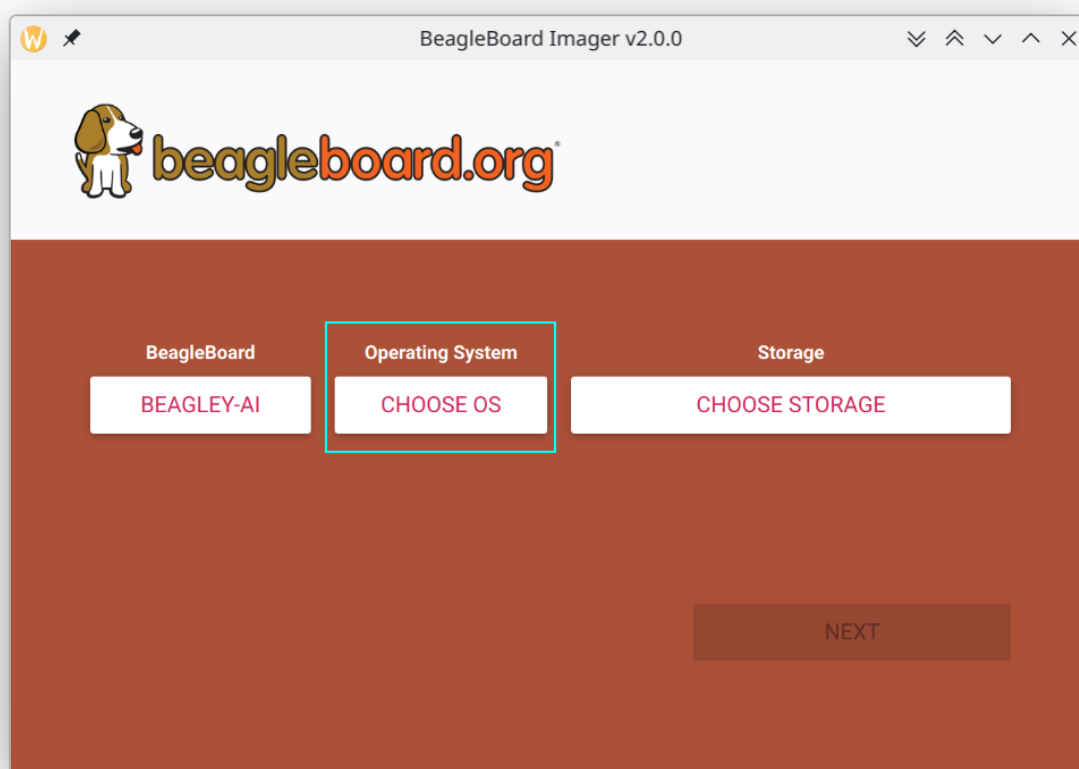 BeagleBoard Imager v2.0.0
beagleboard.org®
BeagleBoard
Operating System
Storage
BEAGLEY-AI
CHOOSE OS
CHOOSE STORAGE
NEXT